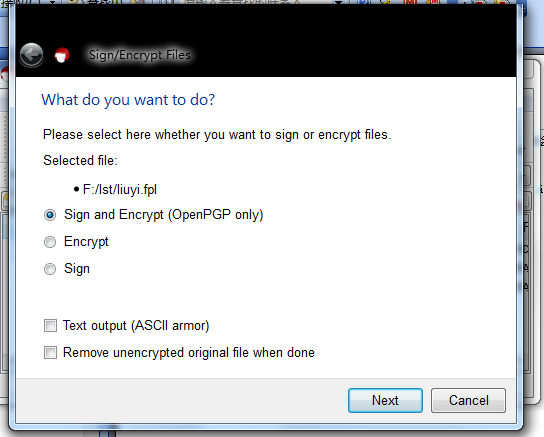 Sign/Encrypt Files
What do you want to do?
Please select here whether you want to sign or encrypt files.
Selected file:
• F:/lst/liuyi.fpl
Sign and Encrypt (OpenPGP only)
Encrypt
Sign
Text output (ASCII armor)
Remove unencrypted original file when done
Next
Cancel